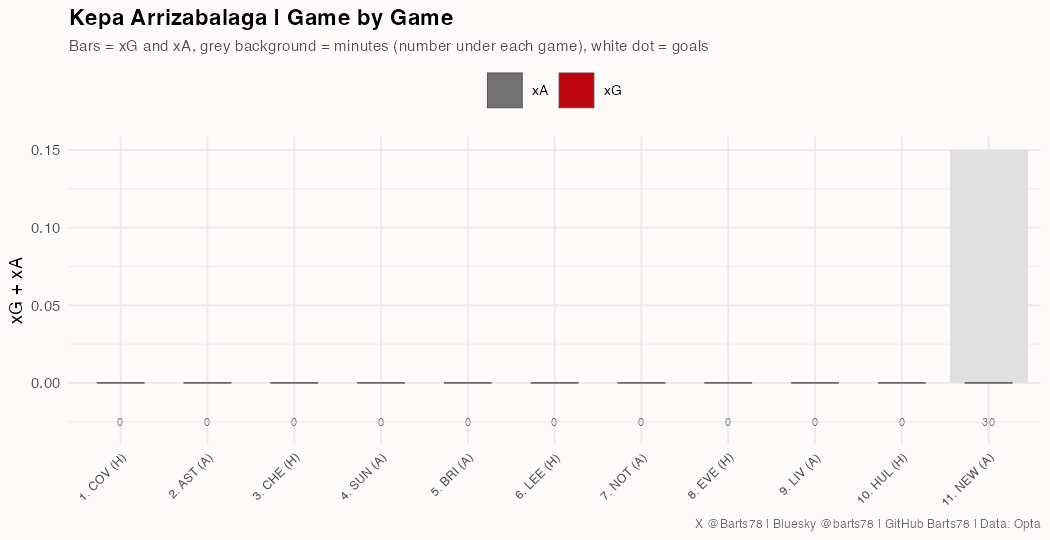 Kepa Arrizabalaga | Game by Game
Bars = xG and xA, grey background = minutes (number under each game), white dot = goals
xA xG
xG + xA
0.15
0.10
0.05
0.00
0 0 0 0 0 0 0 0 0 0 30
1. COV (H) 2. AST (A) 3. CHE (H) 4. SUN (A) 5. BRI (A) 6. LEE (H) 7. NOT (A) 8. EVE (H) 9. LIV (A) 10. HUL (H) 11. NEW (A)
X @Barts78 | Bluesky @barts78 | GitHub Barts78 | Data: Opta